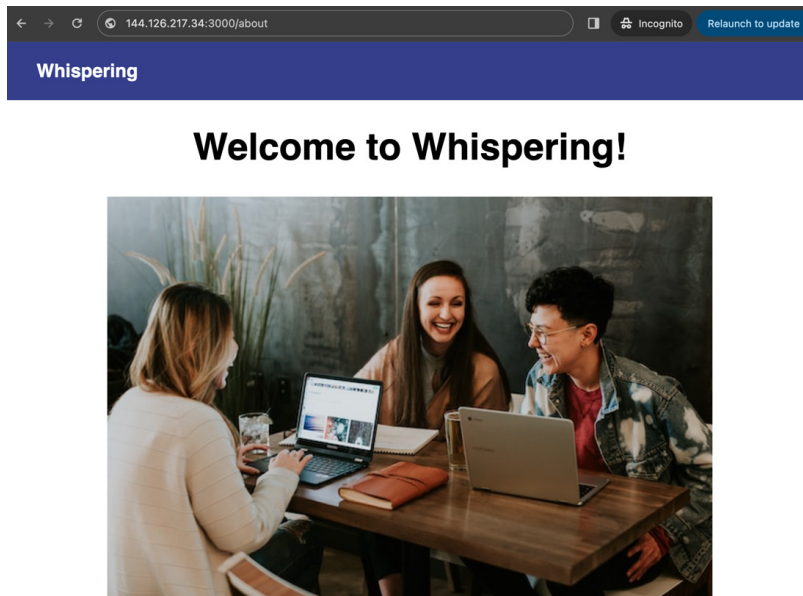 144.126.217.34:3000/about
Incognito
Relaunch to update
Whispering
Welcome to Whispering!